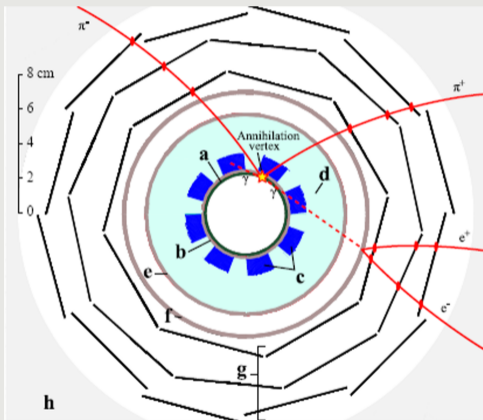 π⁻
8 cm
6
4
2
0
π⁺
Annihilation
vertex
a
d
γ
γ
b
c
e
e⁺
f
e⁻
g
h